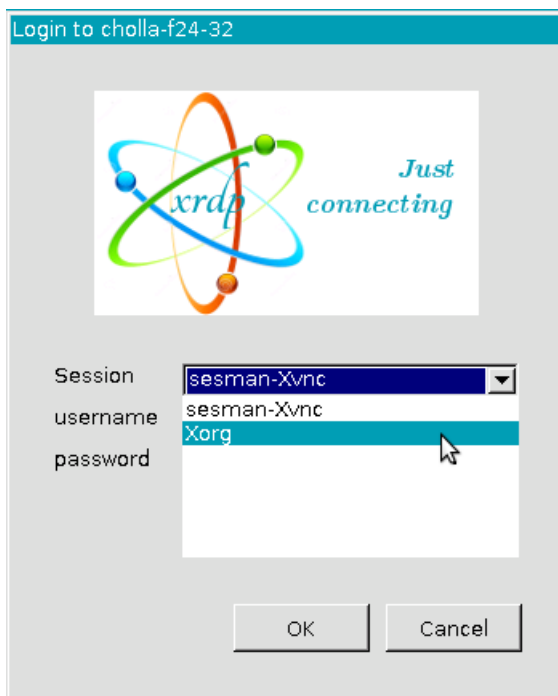 Login to cholla-f24-32
xrdp
Just
connecting
Session
sesman-Xvnc
sesman-Xvnc
username
Xorg
password
OK
Cancel